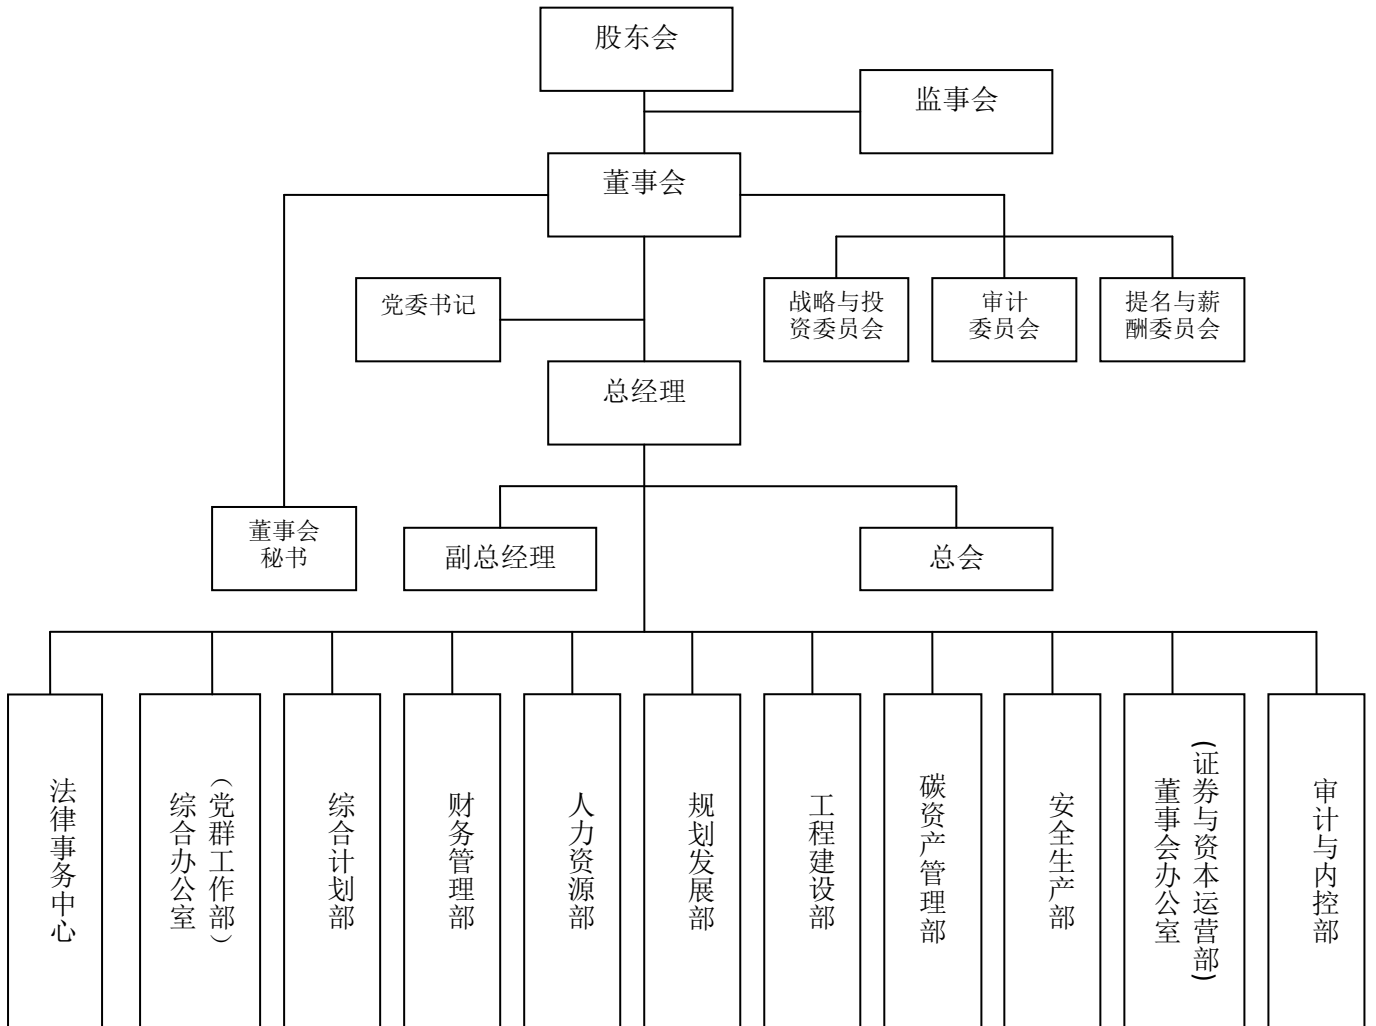 股东会
监事会
董事会
党委书记
战略与投
资委员会
审计
委员会
提名与薪
酬委员会
总经理
董事会
秘书
副总经理
总会
法律事务中心
综合办公室
（党群工作部）
综合计划部
财务管理部
人力资源部
规划发展部
工程建设部
碳资产管理部
安全生产部
董事会办公室
(证券与资本运营部)
审计与内控部